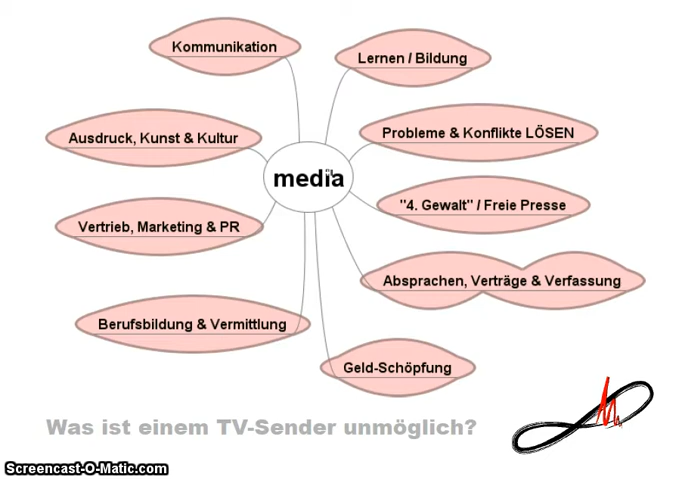 Kommunikation
Lernen / Bildung
Ausdruck, Kunst & Kultur
Probleme & Konflikte LÖSEN
media
Vertrieb, Marketing & PR
"4. Gewalt" / Freie Presse
Absprachen, Verträge & Verfassung
Berufsbildung & Vermittlung
Geld-Schöpfung
Was ist einem TV-Sender unmöglich?
Screencast-O-Matic.com